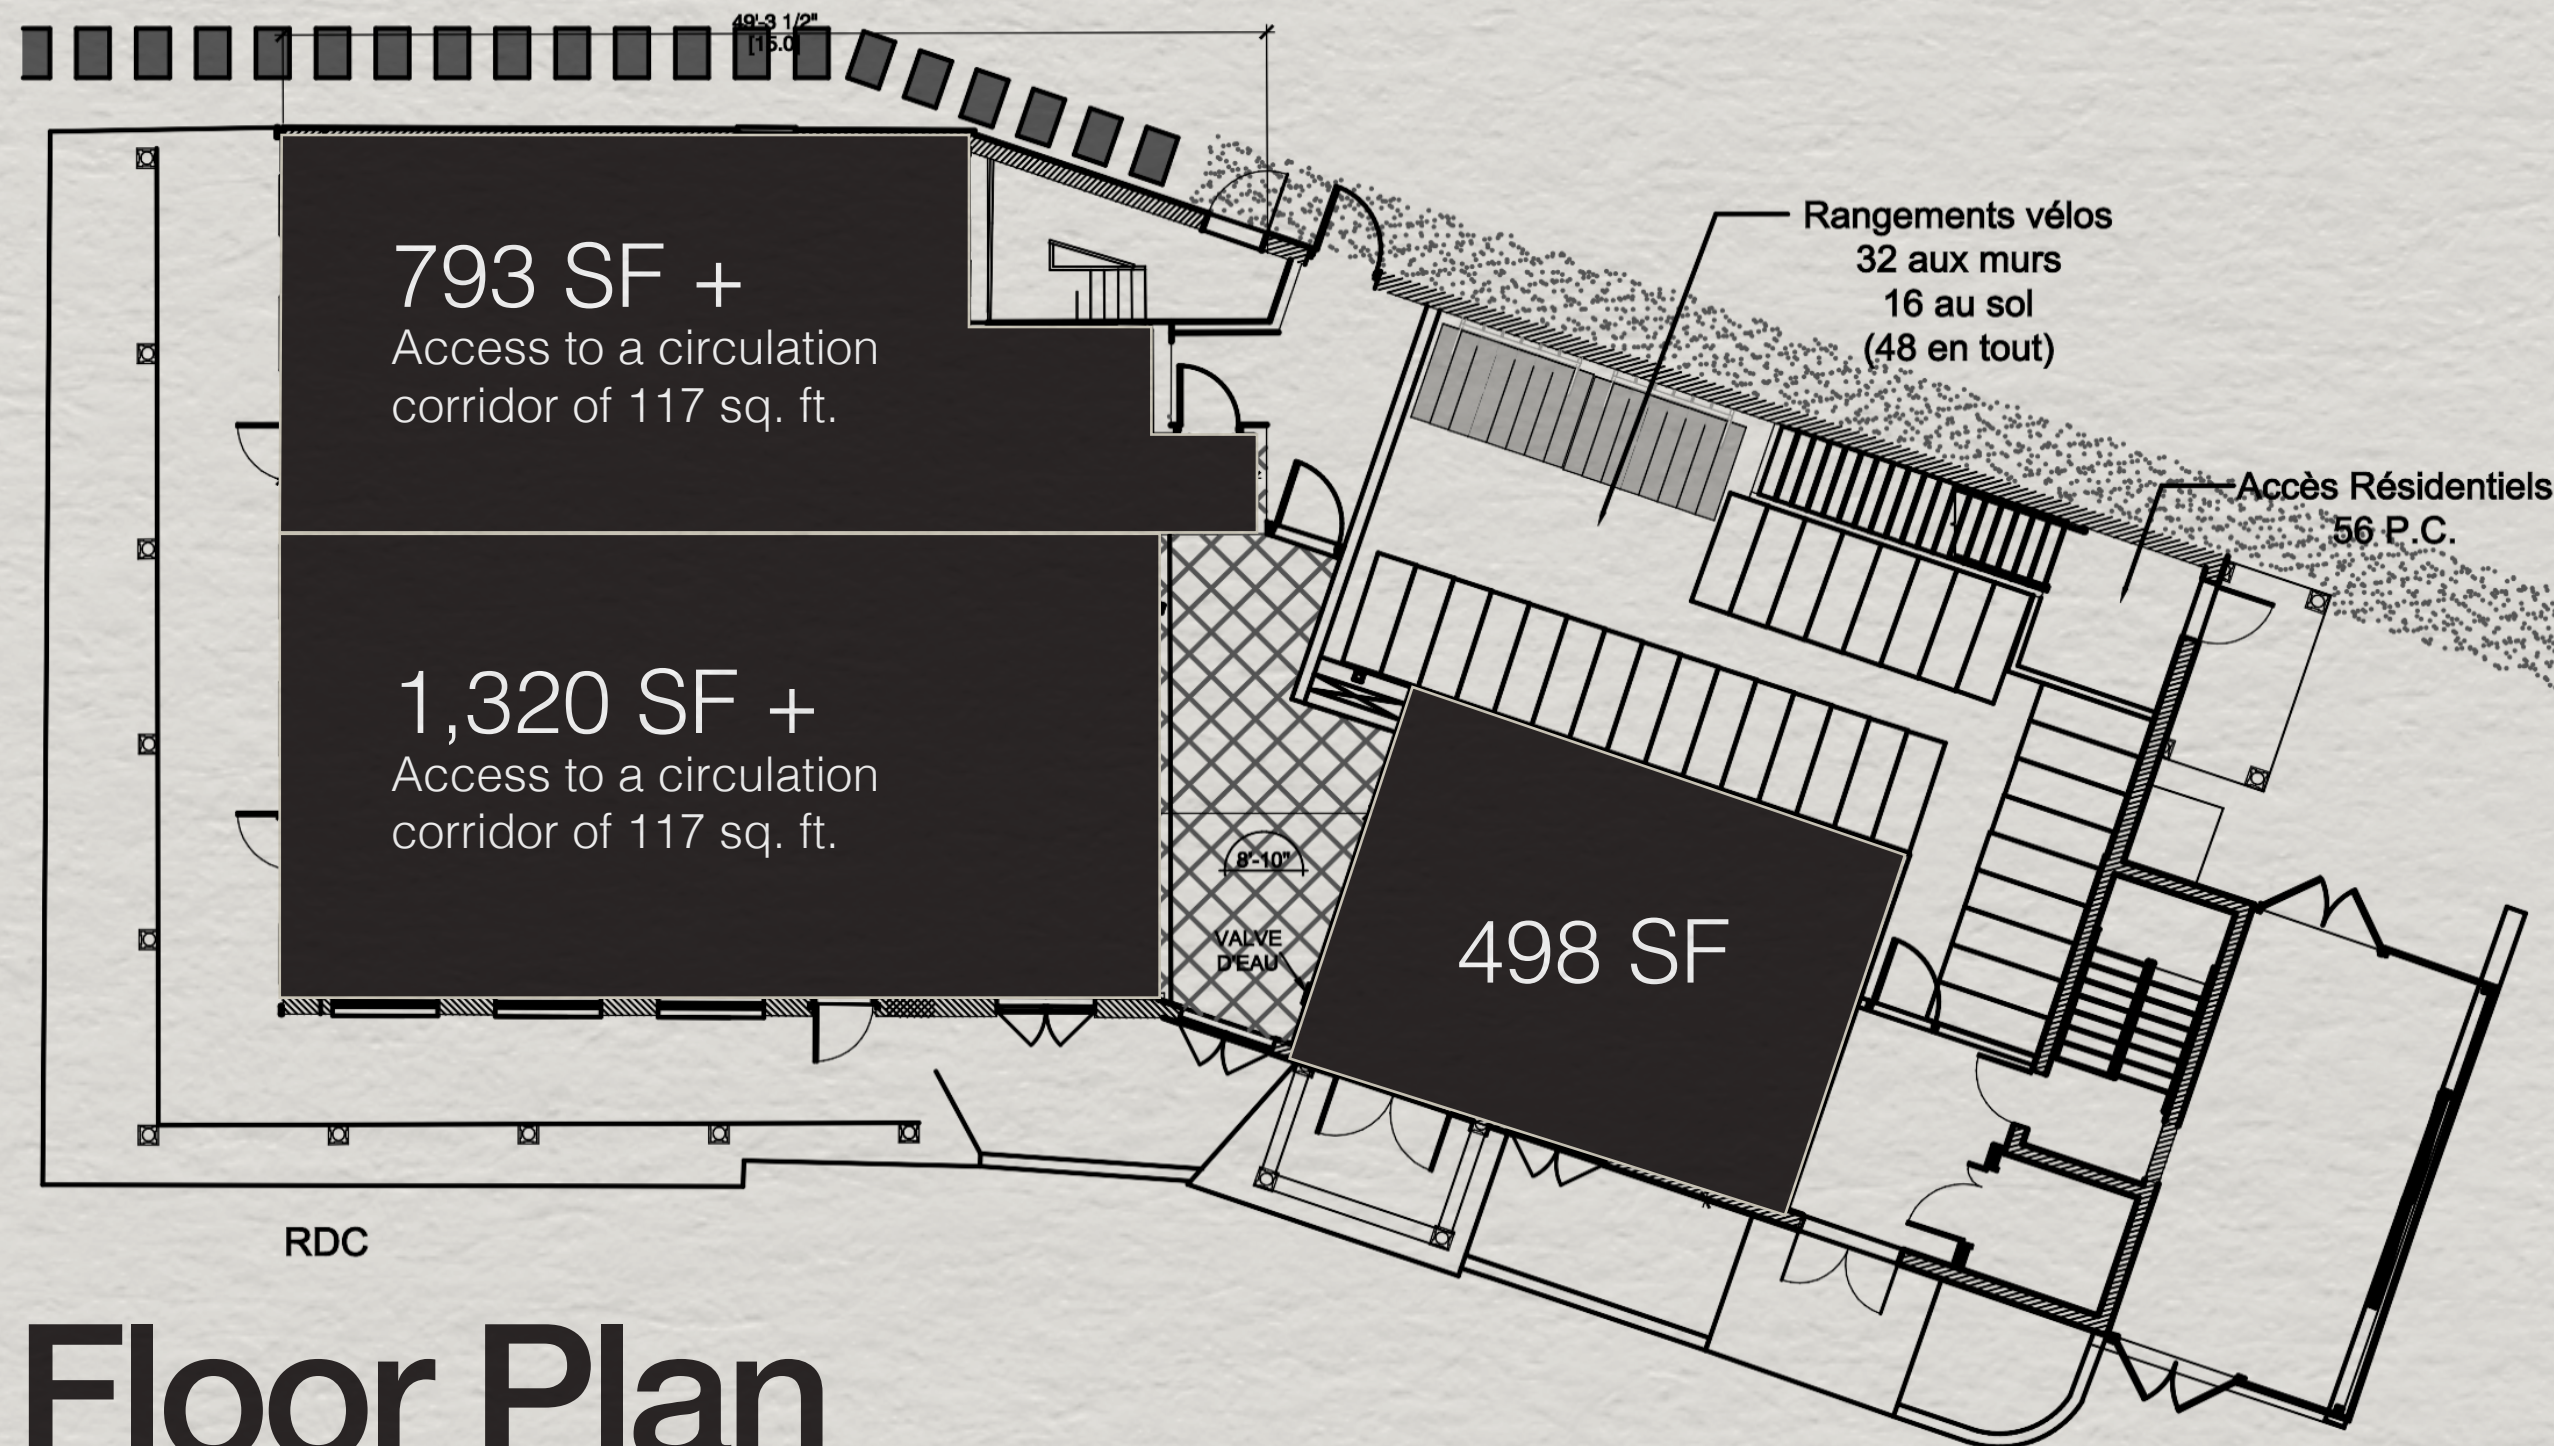 49'-3 1/2"
[15.0]
793 SF +
Access to a circulation
corridor of 117 sq. ft.
Rangements vélos
32 aux murs
16 au sol
(48 en tout)
Accès Résidentiels
56 P.C.
1,320 SF +
Access to a circulation
corridor of 117 sq. ft.
8'-10"
VALVE
D'EAU
498 SF
RDC
Floor Plan